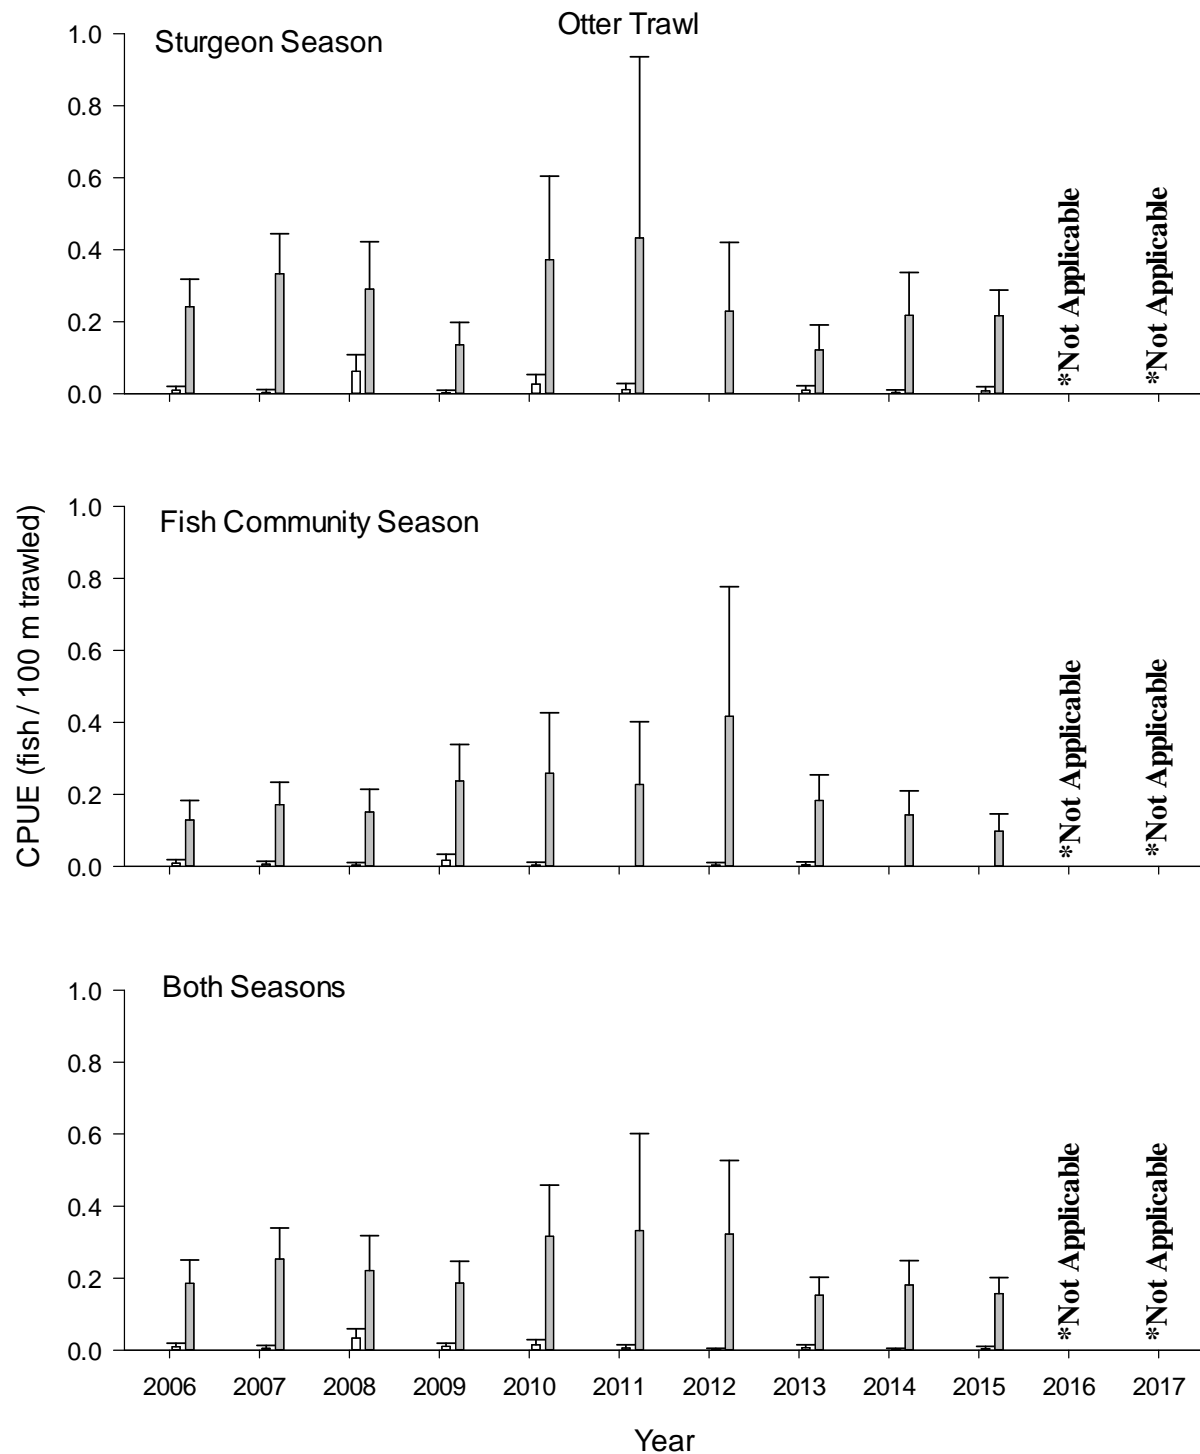 Otter Trawl
Sturgeon Season
1.0
0.8
0.6
0.4
0.2
0.0
*Not Applicable
*Not Applicable
Fish Community Season
1.0
0.8
0.6
0.4
0.2
0.0
*Not Applicable
*Not Applicable
CPUE (fish / 100 m trawled)
Both Seasons
1.0
0.8
0.6
0.4
0.2
0.0
*Not Applicable
*Not Applicable
2006 2007 2008 2009 2010 2011 2012 2013 2014 2015 2016 2017
Year